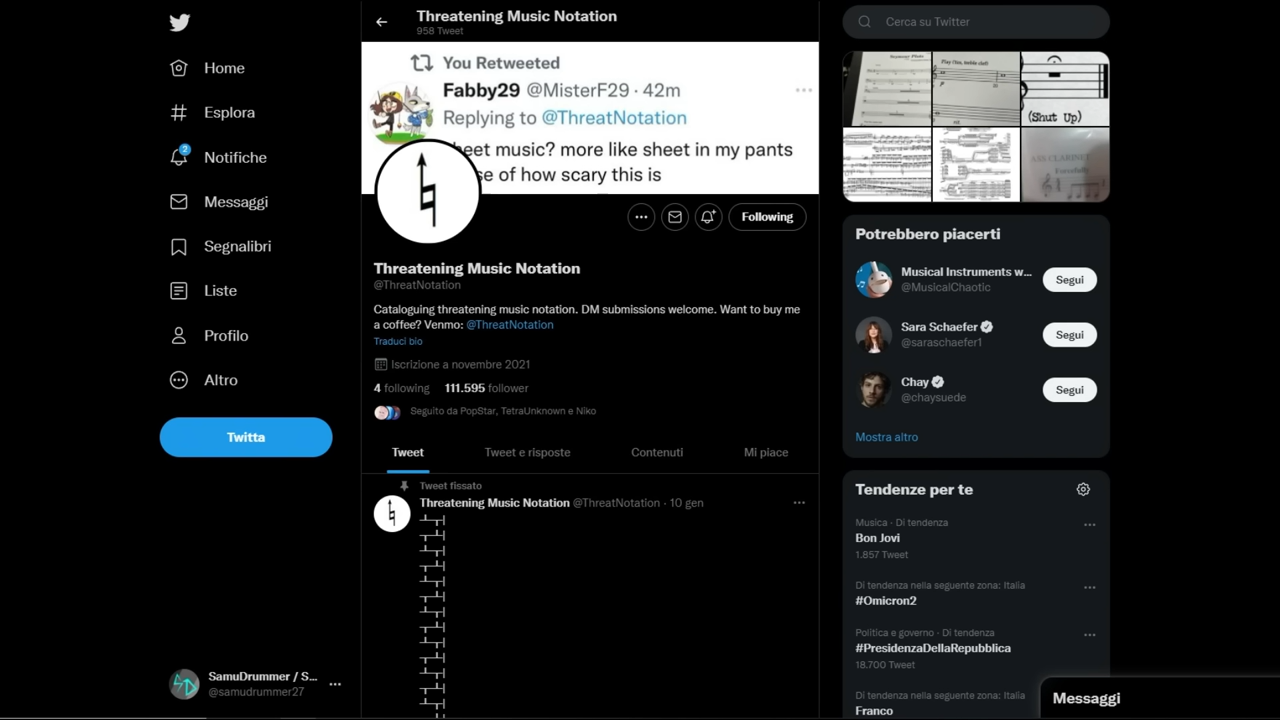 Home
Esplora
2
Notifiche
Messaggi
Segnalibri
Liste
Profilo
Altro
Twitta
SamuDrummer / S...
@samudrummer27
Threatening Music Notation
958 Tweet
You Retweeted
Fabby29 @MisterF29 · 42m
Replying to @ThreatNotation
heet music? more like sheet in my pants
se of how scary this is
Following
Threatening Music Notation
@ThreatNotation
Cataloguing threatening music notation. DM submissions welcome. Want to buy me
a coffee? Venmo: @ThreatNotation
Traduci bio
Iscrizione a novembre 2021
4 following 111.595 follower
Seguito da PopStar, TetraUnknown e Niko
Tweet Tweet e risposte Contenuti Mi piace
Tweet fissato
Threatening Music Notation @ThreatNotation · 10 gen
Cerca su Twitter
(Shut Up)
Potrebbero piacerti
Musical Instruments w...
@MusicalChaotic
Segui
Sara Schaefer
@saraschaefer1
Segui
Chay
@chaysuede
Segui
Mostra altro
Tendenze per te
Musica · Di tendenza
Bon Jovi
1.857 Tweet
Di tendenza nella seguente zona: Italia
#Omicron2
Politica e governo · Di tendenza
#PresidenzaDellaRepubblica
18.700 Tweet
Di tendenza nella seguente zona: Italia
Franco
Messaggi